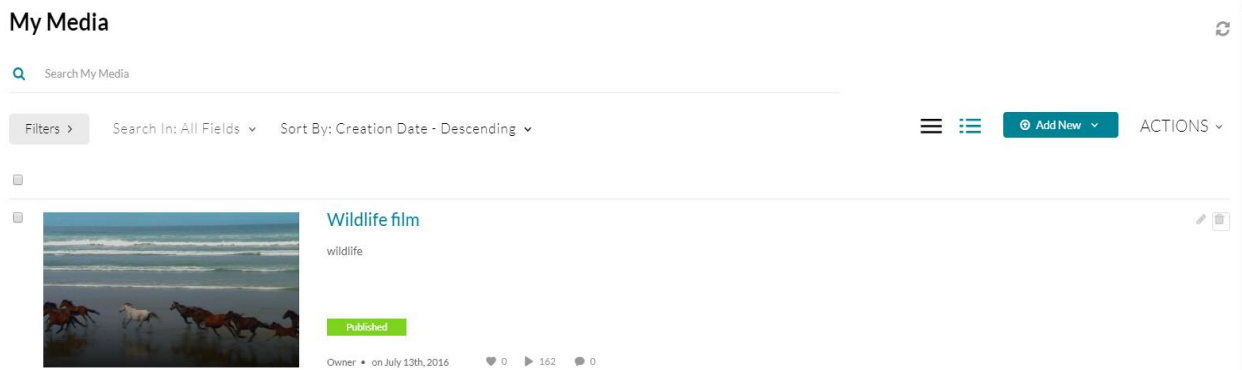 My Media
Search My Media
Filters
Search In: All Fields
Sort By: Creation Date - Descending
Add New
ACTIONS
Wildlife film
wildlife
Published
Owner • on July 13th, 2016 0 162 0